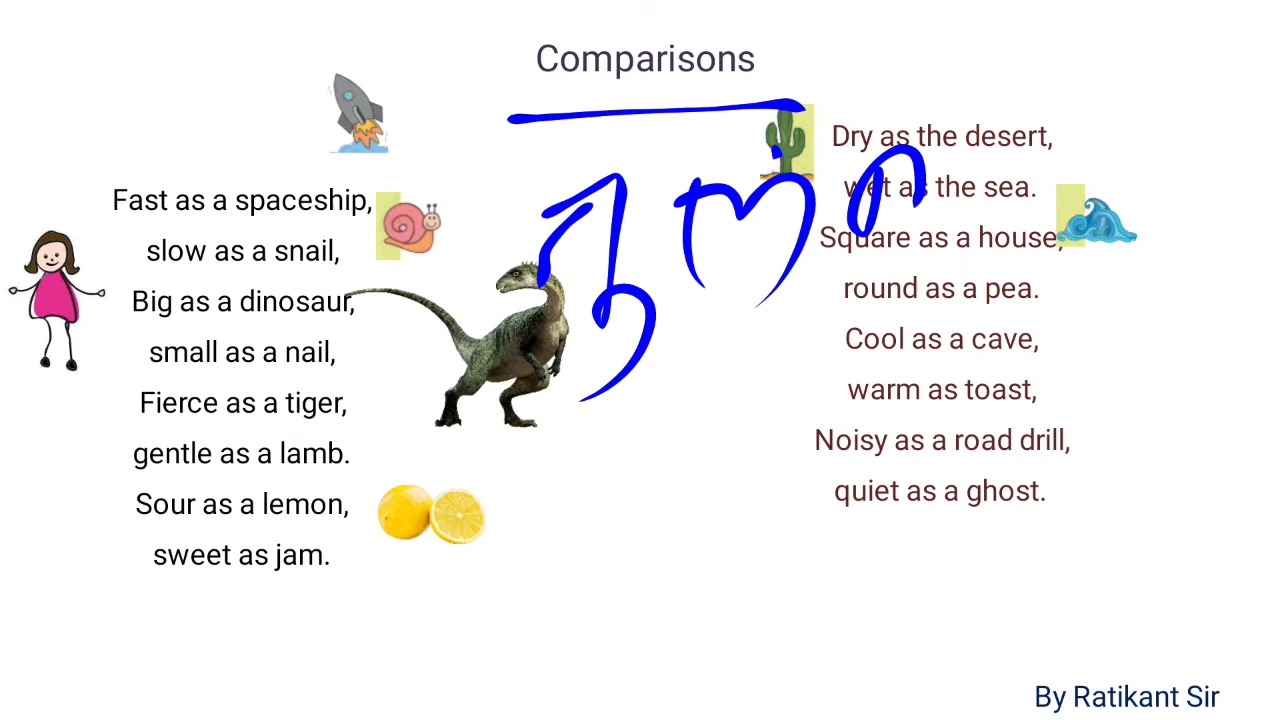 Comparisons
Fast as a spaceship,
slow as a snail,
Big as a dinosaur,
small as a nail,
Fierce as a tiger,
gentle as a lamb.
Sour as a lemon,
sweet as jam.
Dry as the desert,
wet as the sea.
Square as a house,
round as a pea.
Cool as a cave,
warm as toast,
Noisy as a road drill,
quiet as a ghost.
By Ratikant Sir